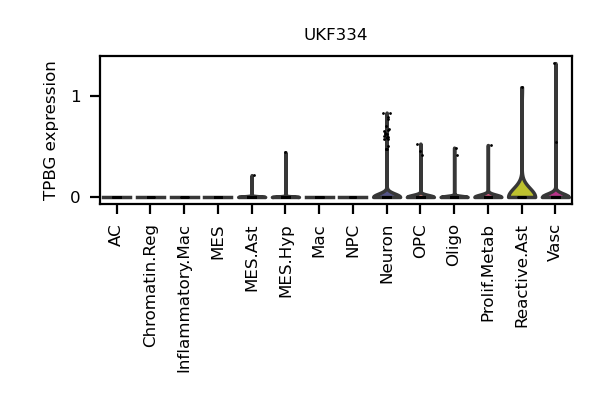 UKF334
TPBG expression
1
0
AC
Chromatin.Reg
Inflammatory.Mac
MES
MES.Ast
MES.Hyp
Mac
NPC
Neuron
OPC
Oligo
Prolif.Metab
Reactive.Ast
Vasc